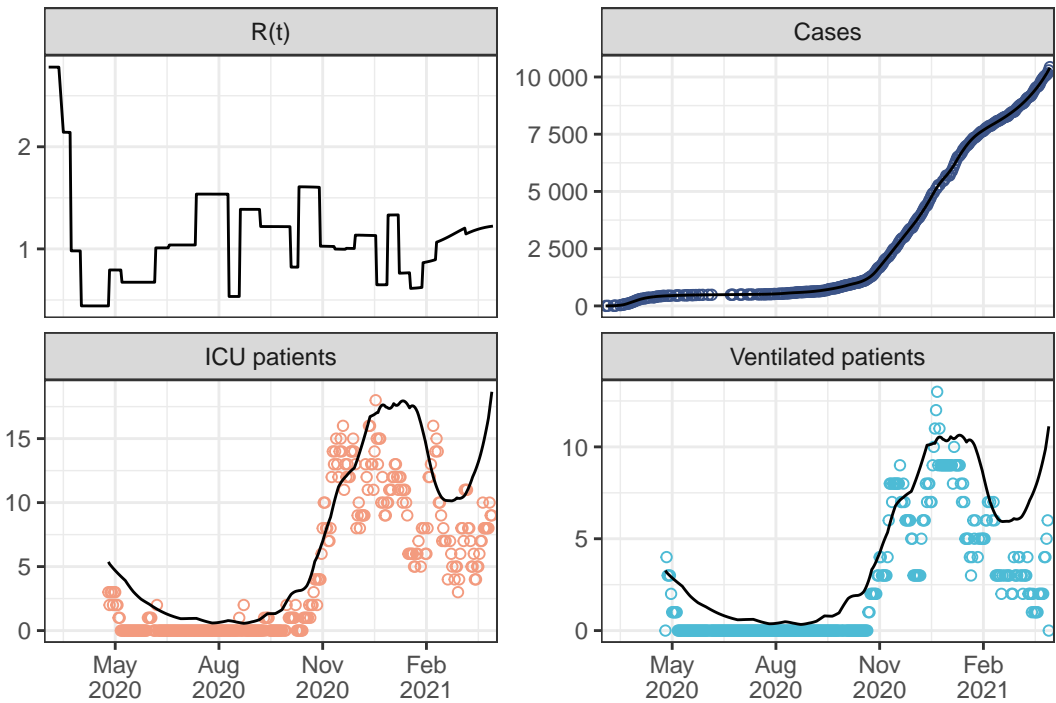 R(t)
Cases
2
1
10 000
7 500
5 000
2 500
0
ICU patients
Ventilated patients
15
10
5
0
10
5
0
May Aug Nov Feb
2020 2020 2020 2021
May Aug Nov Feb
2020 2020 2020 2021